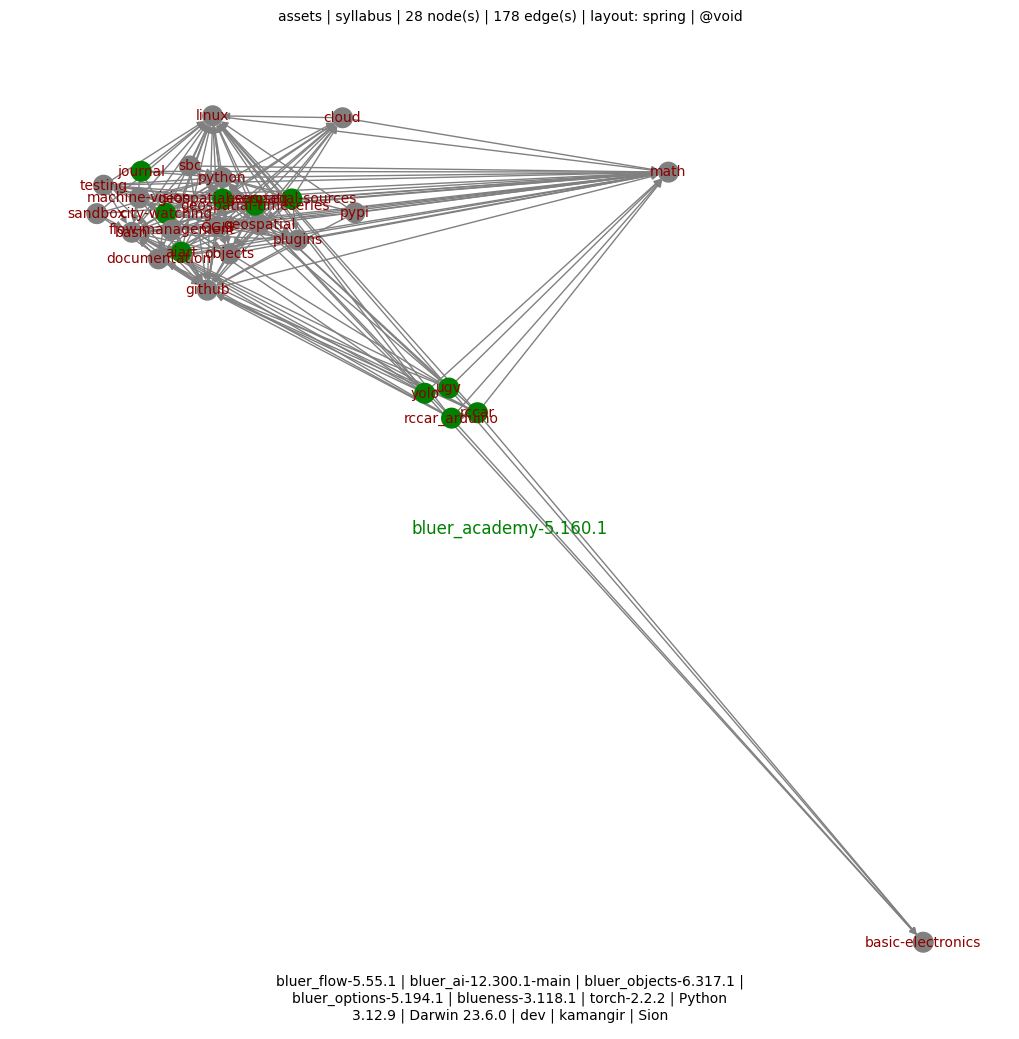 assets | syllabus | 28 node(s) | 178 edge(s) | layout: spring | @void
linux
cloud
journal
sbc
math
python
testing
machine-vision
sandbox
city-watching
pypi
geospatial
flow-management
bash
plugins
objects
documentation
github
ugv
yolo
rccar
rccar_arduino
bluer_academy-5.160.1
basic-electronics
bluer_flow-5.55.1 | bluer_ai-12.300.1-main | bluer_objects-6.317.1 |
bluer_options-5.194.1 | blueness-3.118.1 | torch-2.2.2 | Python
3.12.9 | Darwin 23.6.0 | dev | kamangir | Sion